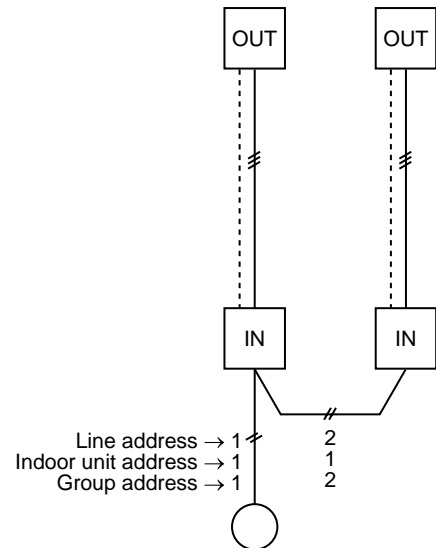 OUT OUT
IN IN
Line address → 1 2
Indoor unit address → 1 1
Group address → 1 2